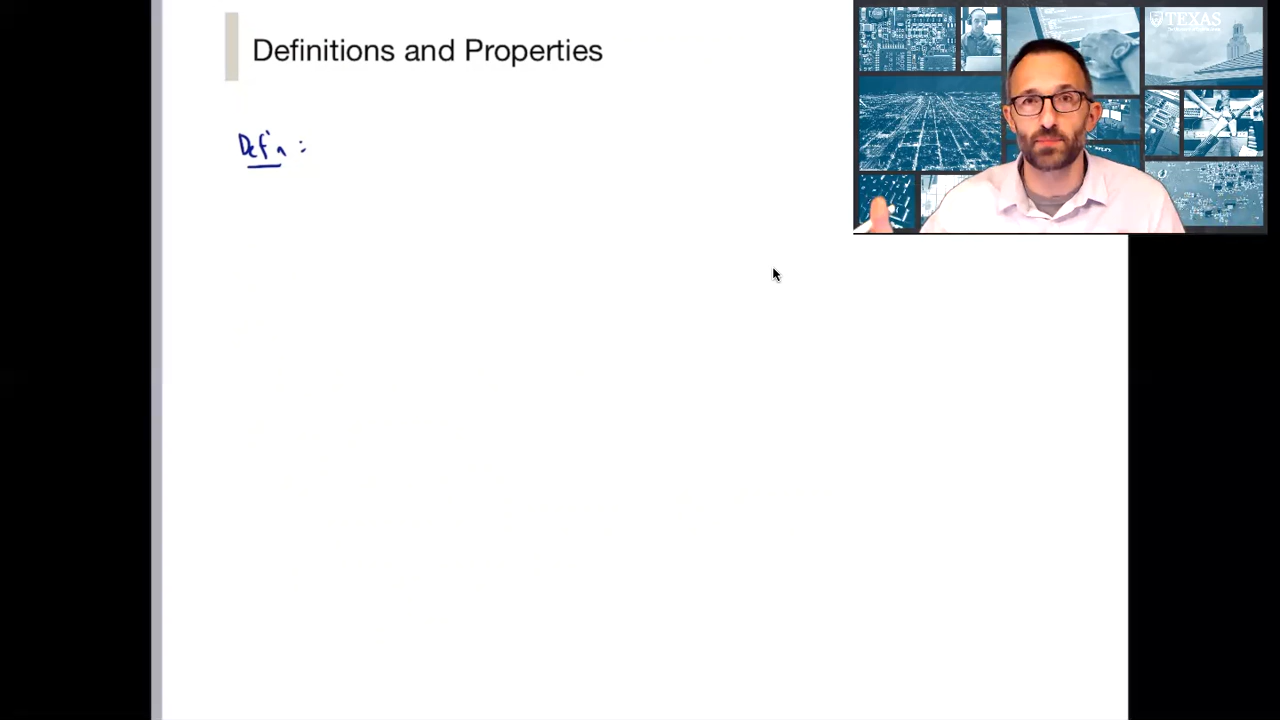 Definitions and Properties
TEXAS
Def'n :